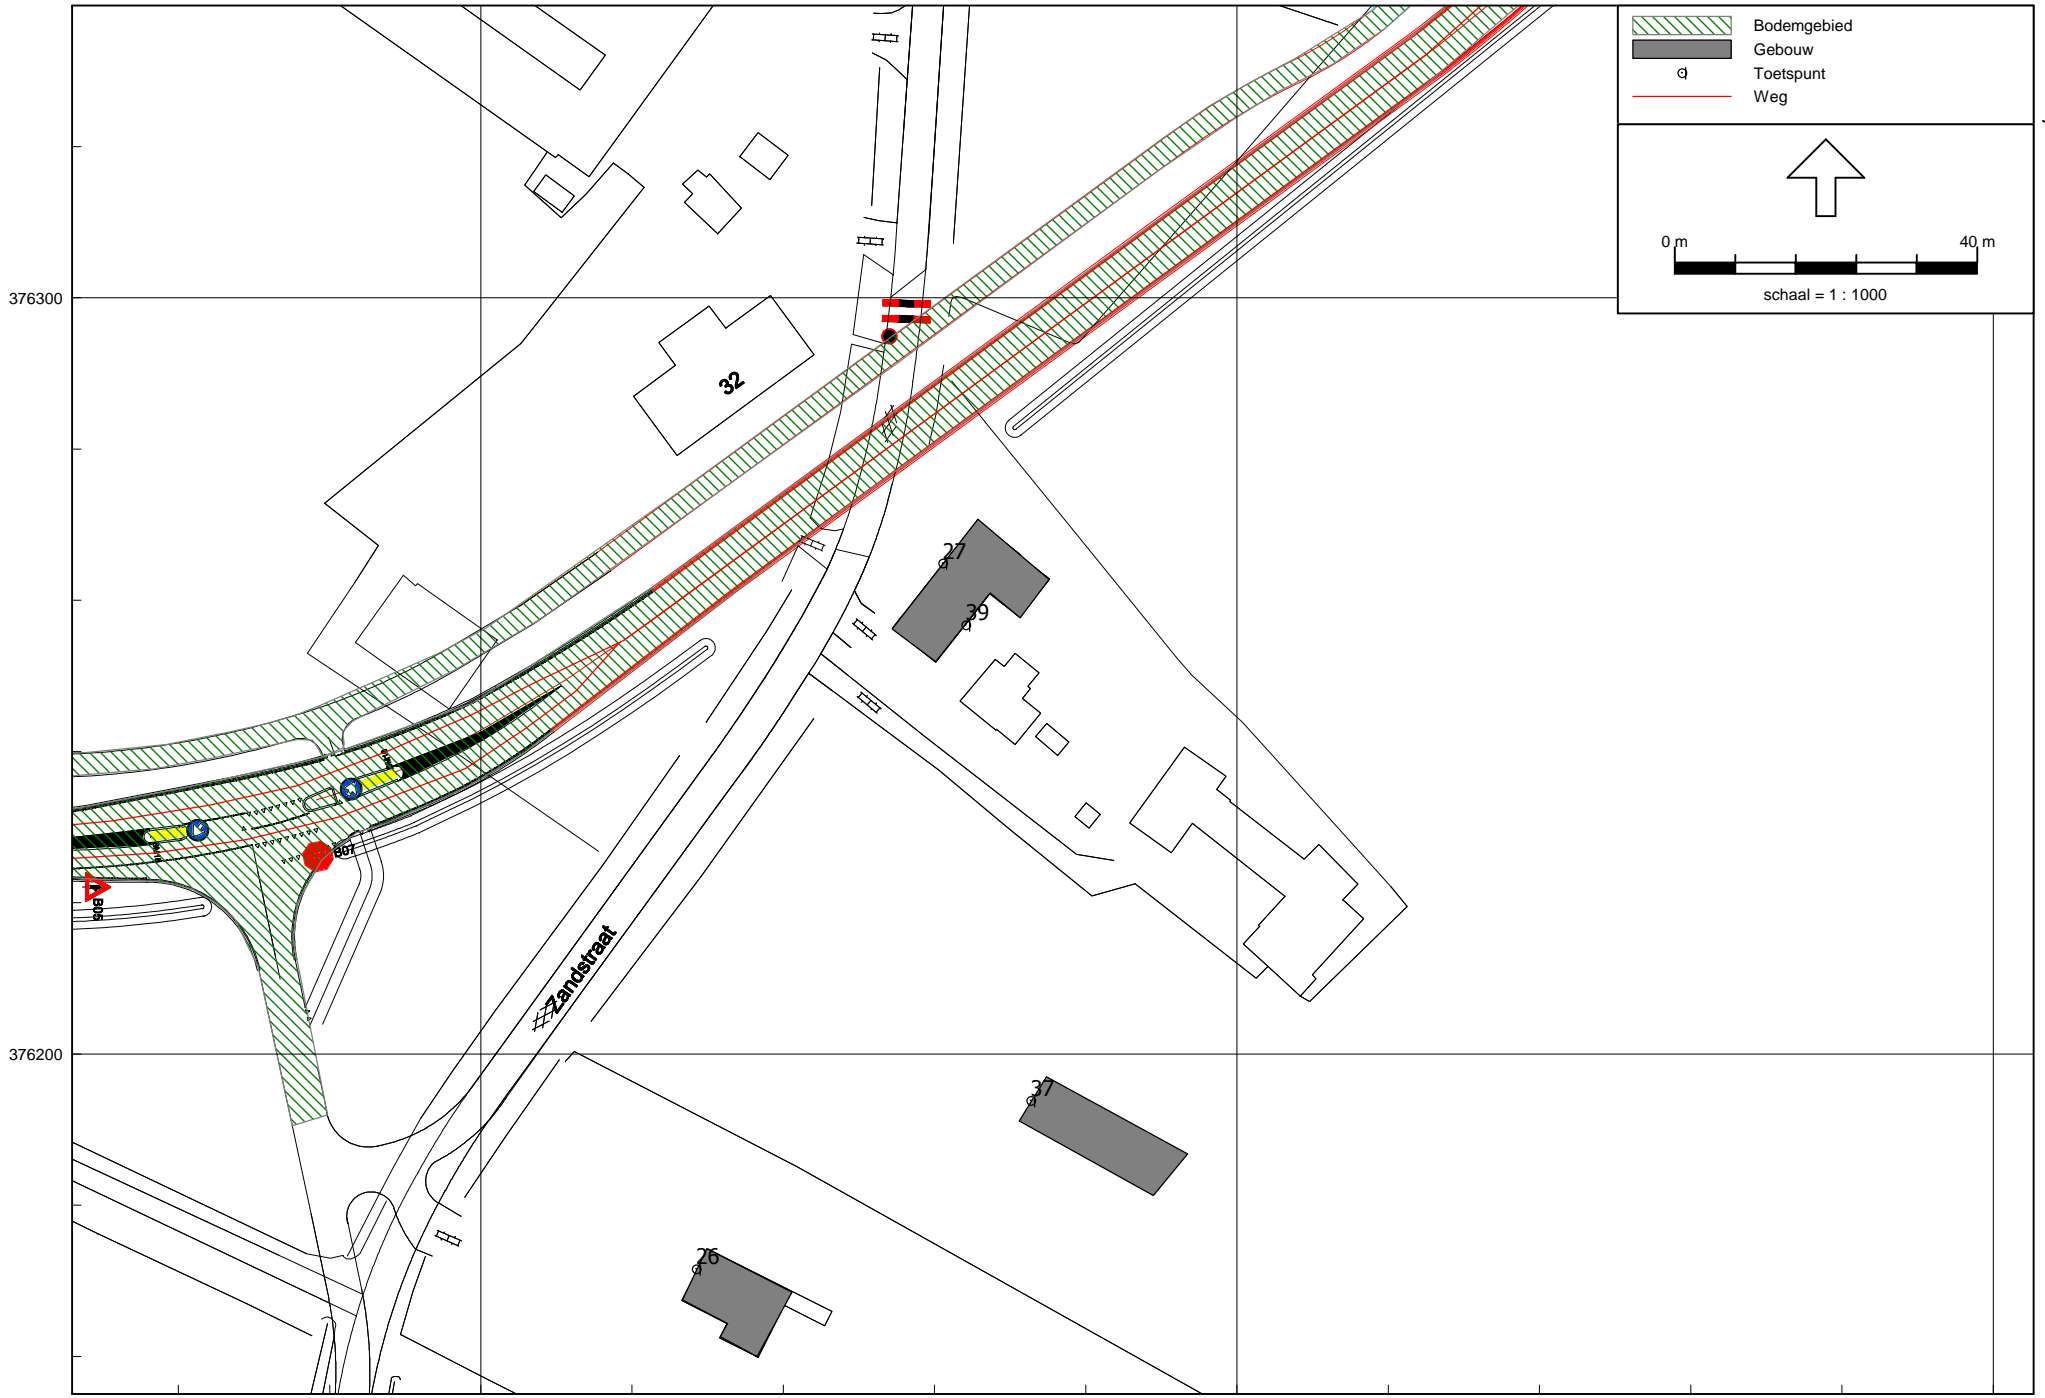 Bodemgebied
Gebouw
Toetspunt
Weg
0 m 40 m
schaal = 1 : 1000
376300
32
27
39
B07
B05
Zandstraat
376200
37
26